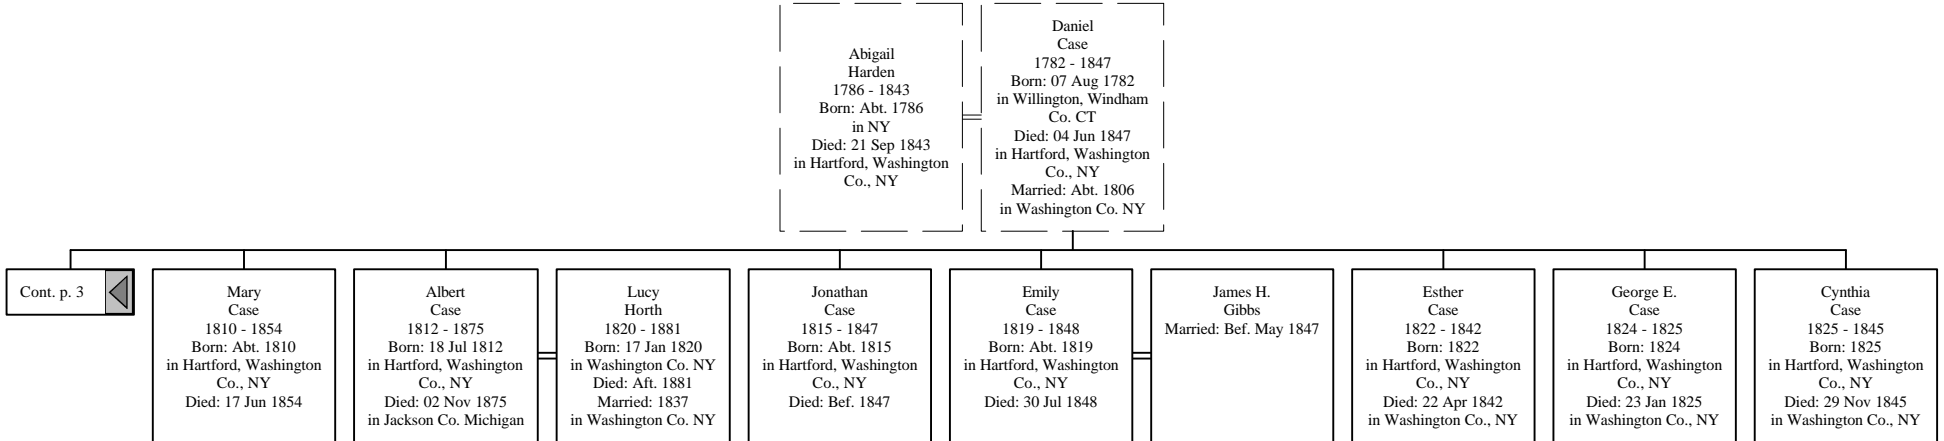 Abigail
Harden
1786 - 1843
Born: Abt. 1786
in NY
Died: 21 Sep 1843
in Hartford, Washington
Co., NY
Daniel
Case
1782 - 1847
Born: 07 Aug 1782
in Willington, Windham
Co. CT
Died: 04 Jun 1847
in Hartford, Washington
Co., NY
Married: Abt. 1806
in Washington Co. NY
Cont. p. 3
Mary
Case
1810 - 1854
Born: Abt. 1810
in Hartford, Washington
Co., NY
Died: 17 Jun 1854
Albert
Case
1812 - 1875
Born: 18 Jul 1812
in Hartford, Washington
Co., NY
Died: 02 Nov 1875
in Jackson Co. Michigan
Lucy
Horth
1820 - 1881
Born: 17 Jan 1820
in Washington Co. NY
Died: Aft. 1881
Married: 1837
in Washington Co. NY
Jonathan
Case
1815 - 1847
Born: Abt. 1815
in Hartford, Washington
Co., NY
Died: Bef. 1847
Emily
Case
1819 - 1848
Born: Abt. 1819
in Hartford, Washington
Co., NY
Died: 30 Jul 1848
James H.
Gibbs
Married: Bef. May 1847
Esther
Case
1822 - 1842
Born: 1822
in Hartford, Washington
Co., NY
Died: 22 Apr 1842
in Washington Co., NY
George E.
Case
1824 - 1825
Born: 1824
in Hartford, Washington
Co., NY
Died: 23 Jan 1825
in Washington Co., NY
Cynthia
Case
1825 - 1845
Born: 1825
in Hartford, Washington
Co., NY
Died: 29 Nov 1845
in Washington Co., NY